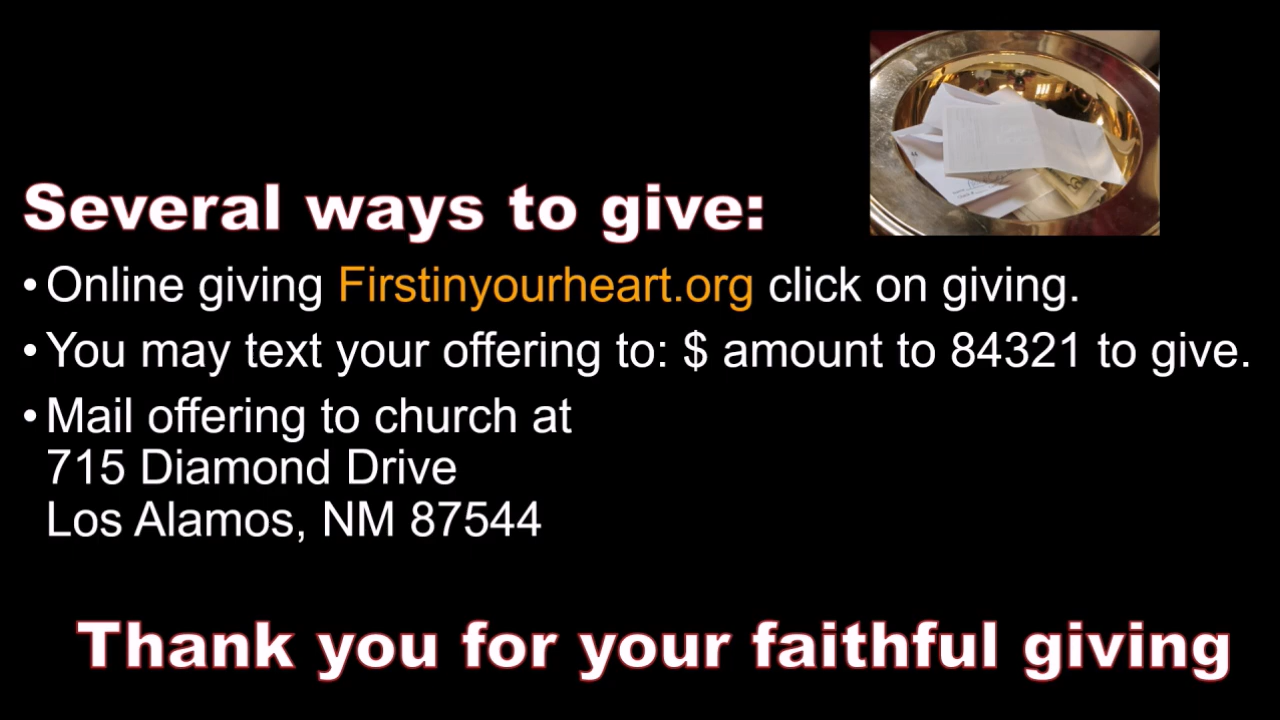 Several ways to give:
• Online giving Firstinyourheart.org click on giving.
• You may text your offering to: $ amount to 84321 to give.
• Mail offering to church at
715 Diamond Drive
Los Alamos, NM 87544
Thank you for your faithful giving